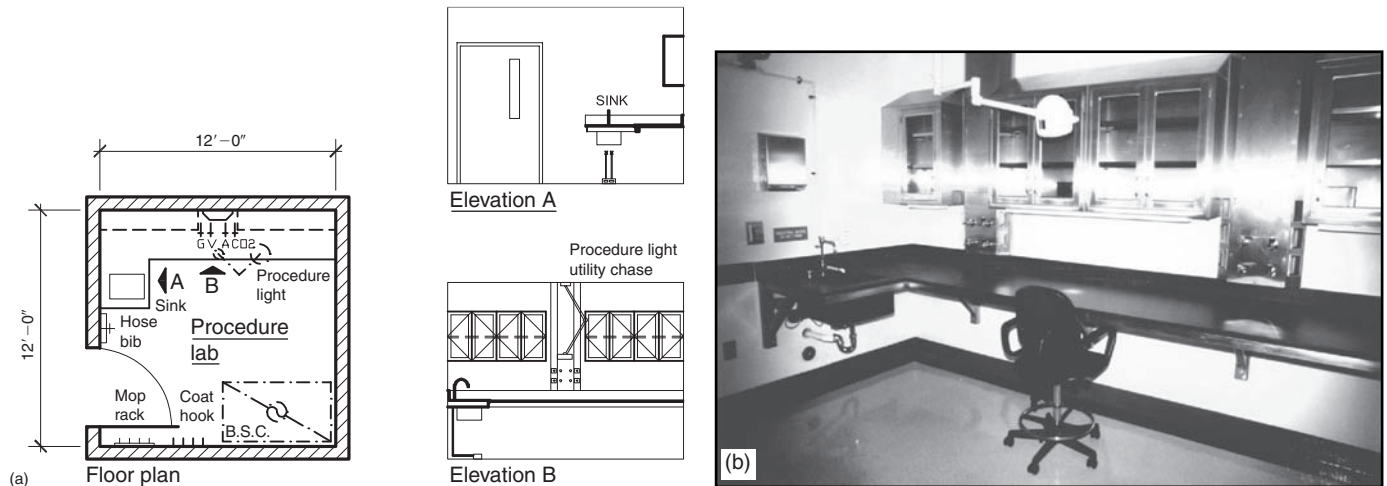 12′–0″
12′–0″
G V A CO2
Procedure
light
A
B
Sink
Hose
bib
Procedure
lab
Mop
rack
Coat
hook
B.S.C.
(a)
Floor plan
SINK
Elevation A
Procedure light
utility chase
Elevation B
(b)